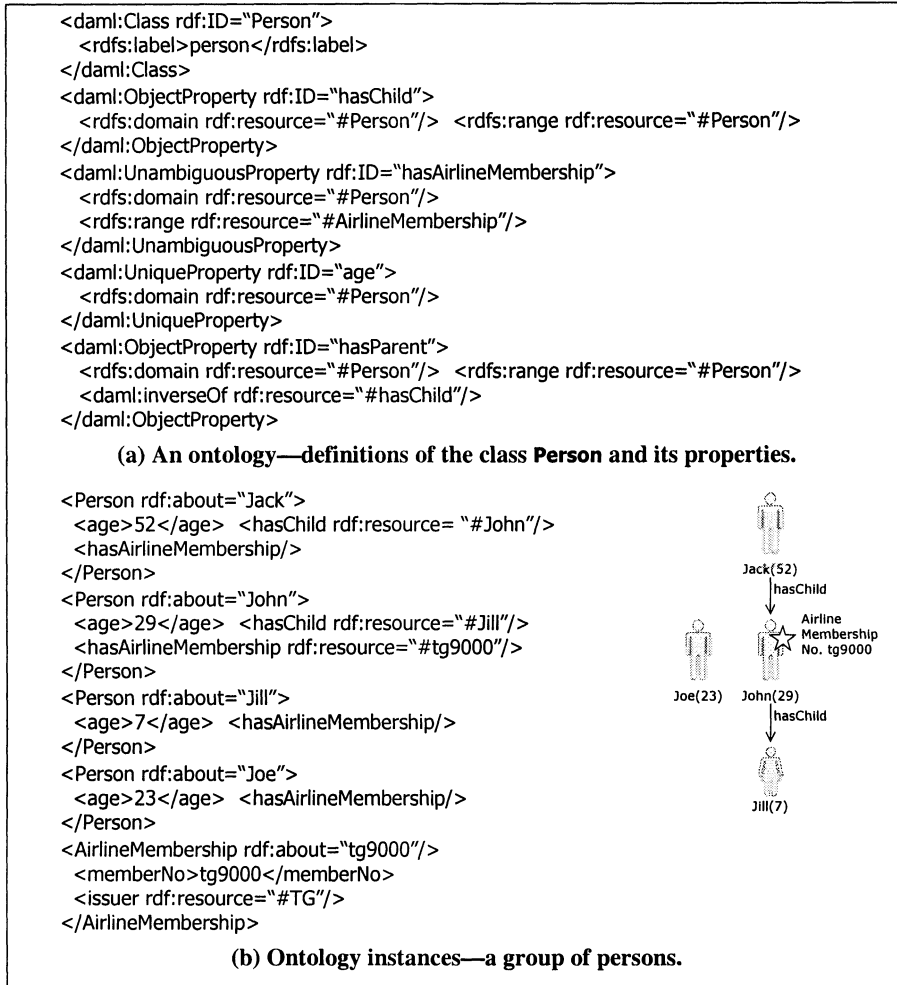 <daml:Class rdf:ID=“Person”>
<rdfs:label>person</rdfs:label>
</daml:Class>
<daml:ObjectProperty rdf:ID=“hasChild”>
<rdfs:domain rdf:resource=“#Person”/> <rdfs:range rdf:resource=“#Person”/>
</daml:ObjectProperty>
<daml:UnambiguousProperty rdf:ID=“hasAirlineMembership”>
<rdfs:domain rdf:resource=“#Person”/>
<rdfs:range rdf:resource=“#AirlineMembership”/>
</daml:UnambiguousProperty>
<daml:UniqueProperty rdf:ID=“age”>
<rdfs:domain rdf:resource=“#Person”/>
</daml:UniqueProperty>
<daml:ObjectProperty rdf:ID=“hasParent”>
<rdfs:domain rdf:resource=“#Person”/> <rdfs:range rdf:resource=“#Person”/>
<daml:inverseOf rdf:resource=“#hasChild”/>
</daml:ObjectProperty>
(a) An ontology—definitions of the class Person and its properties.
<Person rdf:about=“Jack”>
<age>52</age> <hasChild rdf:resource= “#John”/>
<hasAirlineMembership/>
</Person>
<Person rdf:about=“John”>
<age>29</age> <hasChild rdf:resource=“#Jill”/>
<hasAirlineMembership rdf:resource=“#tg9000”/>
</Person>
<Person rdf:about=“Jill”>
<age>7</age> <hasAirlineMembership/>
</Person>
<Person rdf:about=“Joe”>
<age>23</age> <hasAirlineMembership/>
</Person>
<AirlineMembership rdf:about=“tg9000”/>
<memberNo>tg9000</memberNo>
<issuer rdf:resource=“#TG”/>
</AirlineMembership>
Jack(52)
hasChild
Airline
Membership
No. tg9000
Joe(23)
John(29)
hasChild
Jill(7)
(b) Ontology instances—a group of persons.